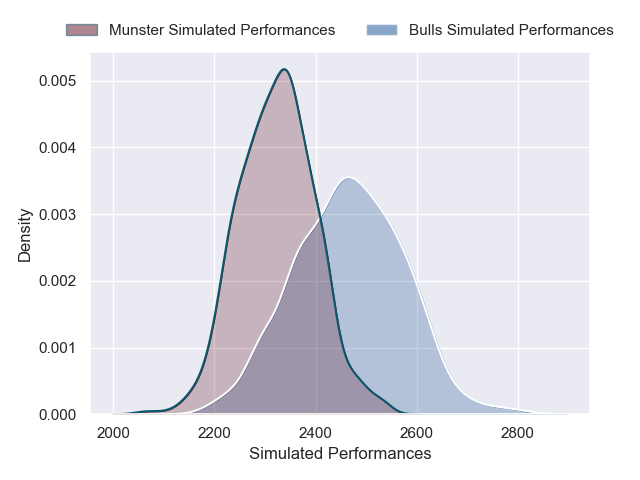 Munster Simulated Performances Bulls Simulated Performances
0.005
0.004
0.003
0.002
0.001
0.000
Density
2000 2200 2400 2600 2800
Simulated Performances